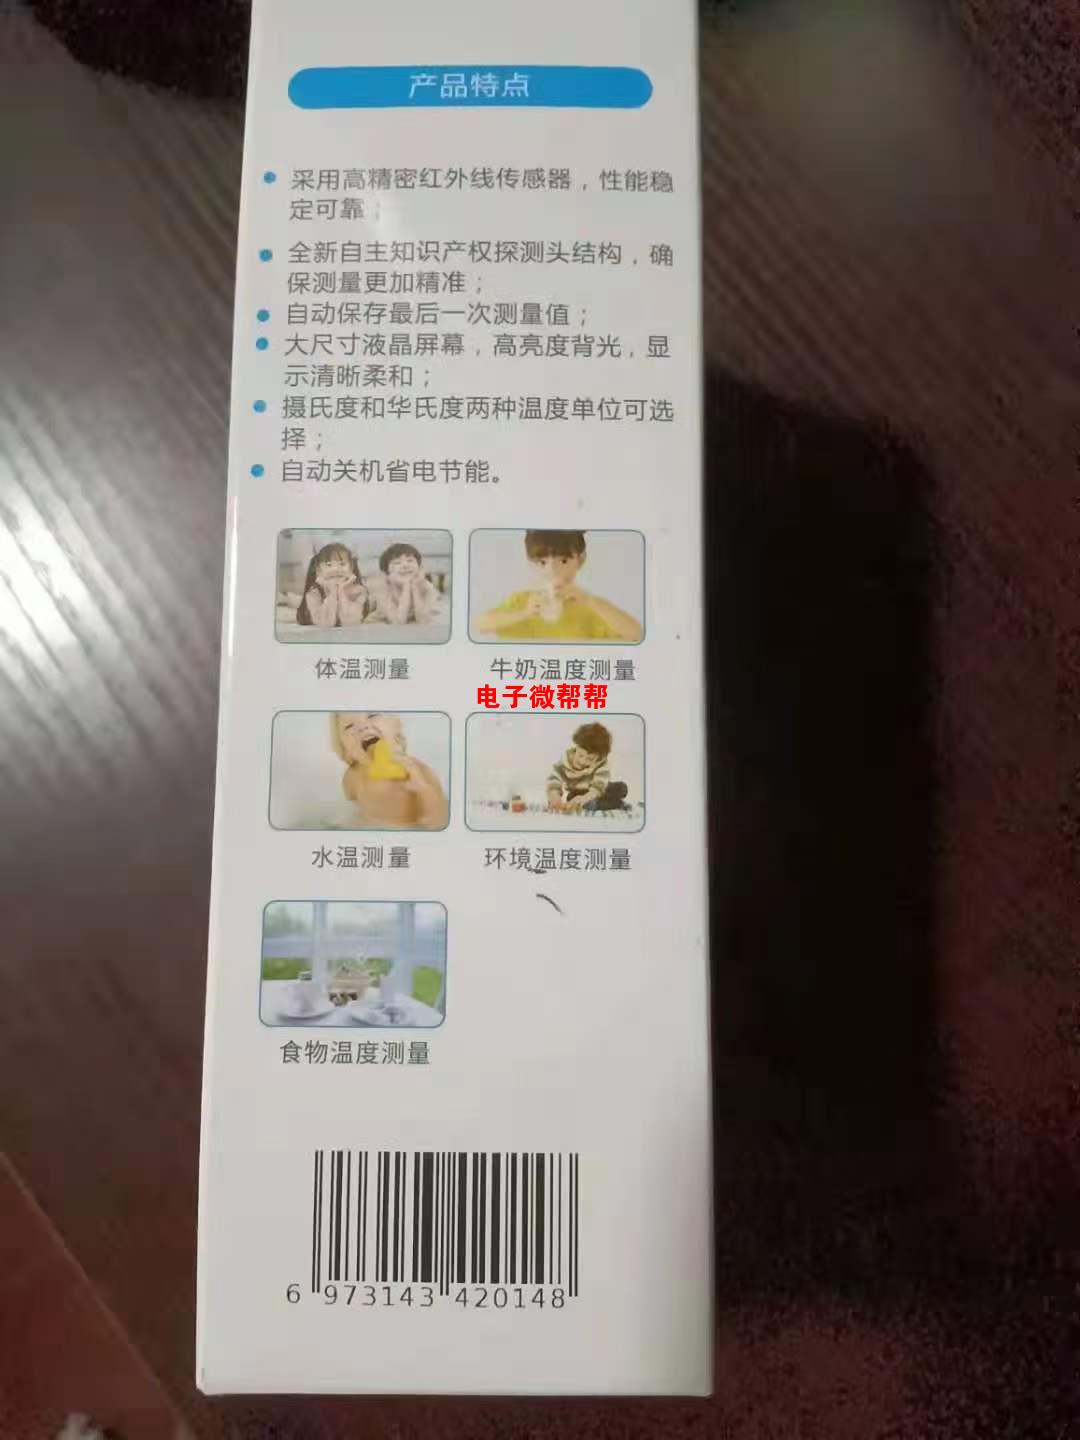 产品特点
采用高精密红外线传感器，性能稳
定可靠；
全新自主知识产权探测头结构，确
保测量更加精准；
自动保存最后一次测量值；
大尺寸液晶屏幕，高亮度背光，显
示清晰柔和；
摄氏度和华氏度两种温度单位可选
择；
自动关机省电节能。
体温测量
牛奶温度测量
电子微帮帮
水温测量
环境温度测量
食物温度测量
6 973143 420148